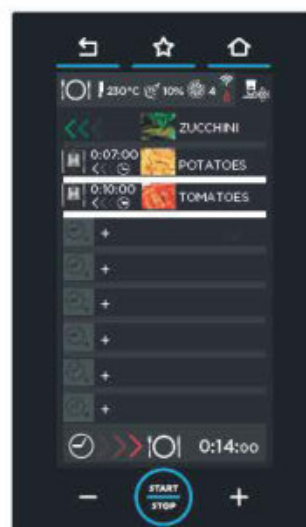 230°C 10% 4
ZUCCHINI
0:07:00 POTATOES
0:10:00 TOMATOES
+
+
+
+
+
+
0:14:00
− START STOP +